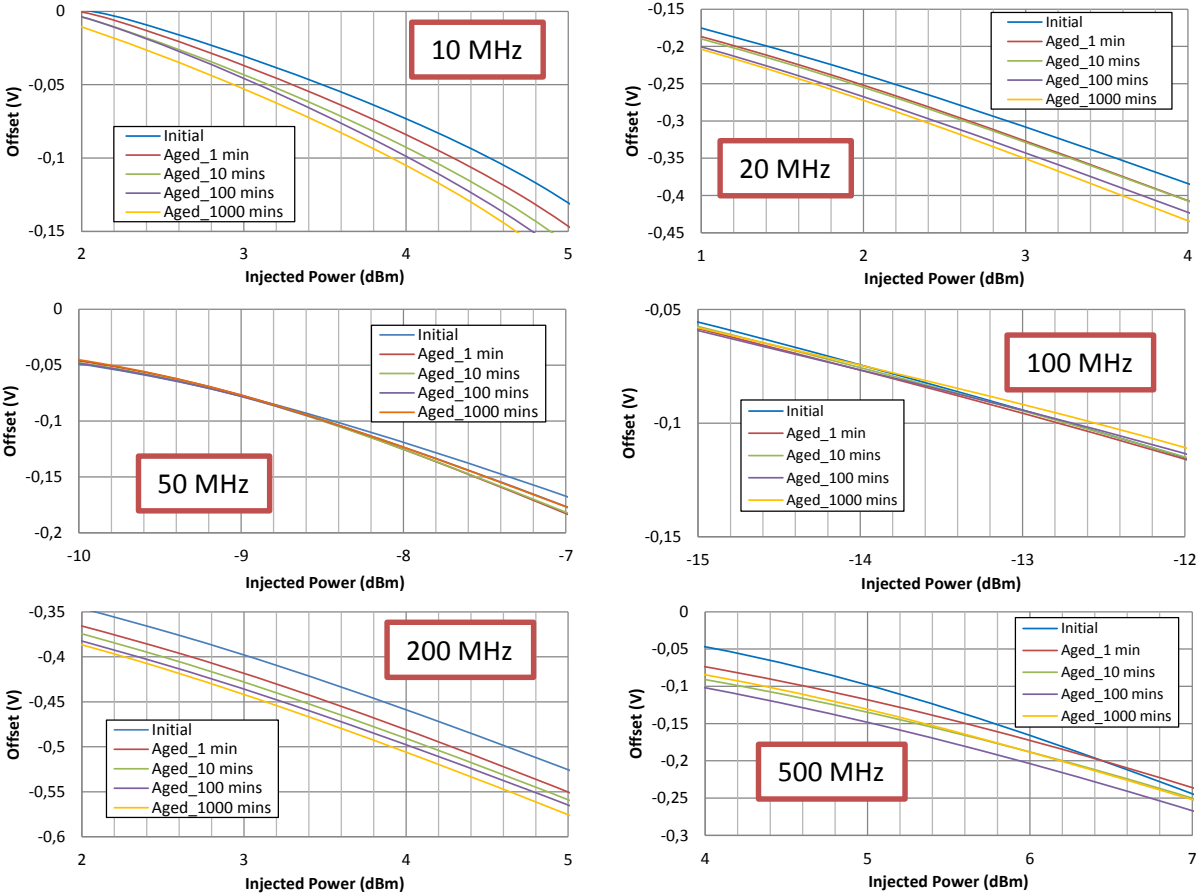 10 MHz
Offset (V)
0
-0,05
-0,1
-0,15
2 3 4 5
Injected Power (dBm)
Initial
Aged_1 min
Aged_10 mins
Aged_100 mins
Aged_1000 mins
20 MHz
Offset (V)
-0,15
-0,2
-0,25
-0,3
-0,35
-0,4
-0,45
1 2 3 4
Injected Power (dBm)
Initial
Aged_1 min
Aged_10 mins
Aged_100 mins
Aged_1000 mins
50 MHz
Offset (V)
0
-0,05
-0,1
-0,15
-0,2
-10 -9 -8 -7
Injected Power (dBm)
Initial
Aged_1 min
Aged_10 mins
Aged_100 mins
Aged_1000 mins
100 MHz
Offset (V)
-0,05
-0,1
-0,15
-15 -14 -13 -12
Injected Power (dBm)
Initial
Aged_1 min
Aged_10 mins
Aged_100 mins
Aged_1000 mins
200 MHz
Offset (V)
-0,35
-0,4
-0,45
-0,5
-0,55
-0,6
2 3 4 5
Injected Power (dBm)
Initial
Aged_1 min
Aged_10 mins
Aged_100 mins
Aged_1000 mins
500 MHz
Offset (V)
0
-0,05
-0,1
-0,15
-0,2
-0,25
-0,3
4 5 6 7
Injected Power (dBm)
Initial
Aged_1 min
Aged_10 mins
Aged_100 mins
Aged_1000 mins